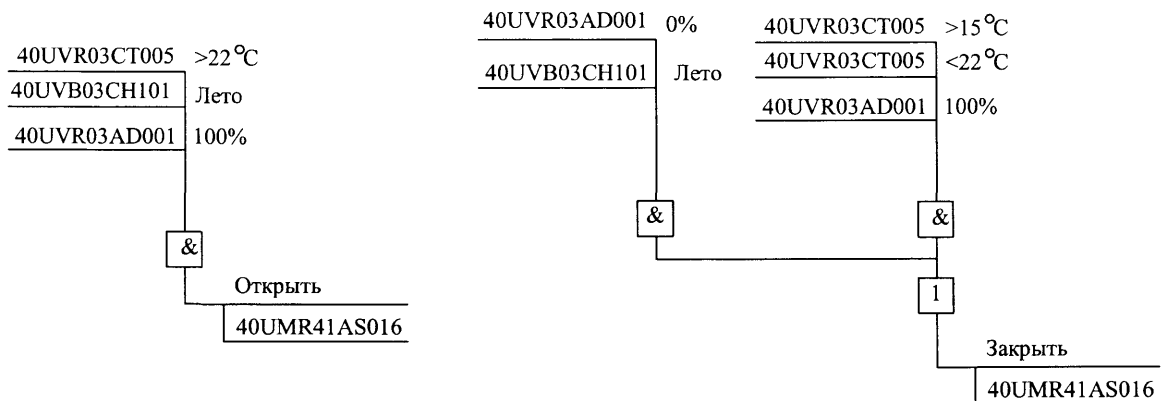 40UVR03CT005 >22°C
40UVB03CH101 Лето
40UVR03AD001 100%
&
Открыть
40UMR41AS016
40UVR03AD001 0%
40UVB03CH101 Лето
&
40UVR03CT005 >15°C
40UVR03CT005 <22°C
40UVR03AD001 100%
&
1
Закрыть
40UMR41AS016